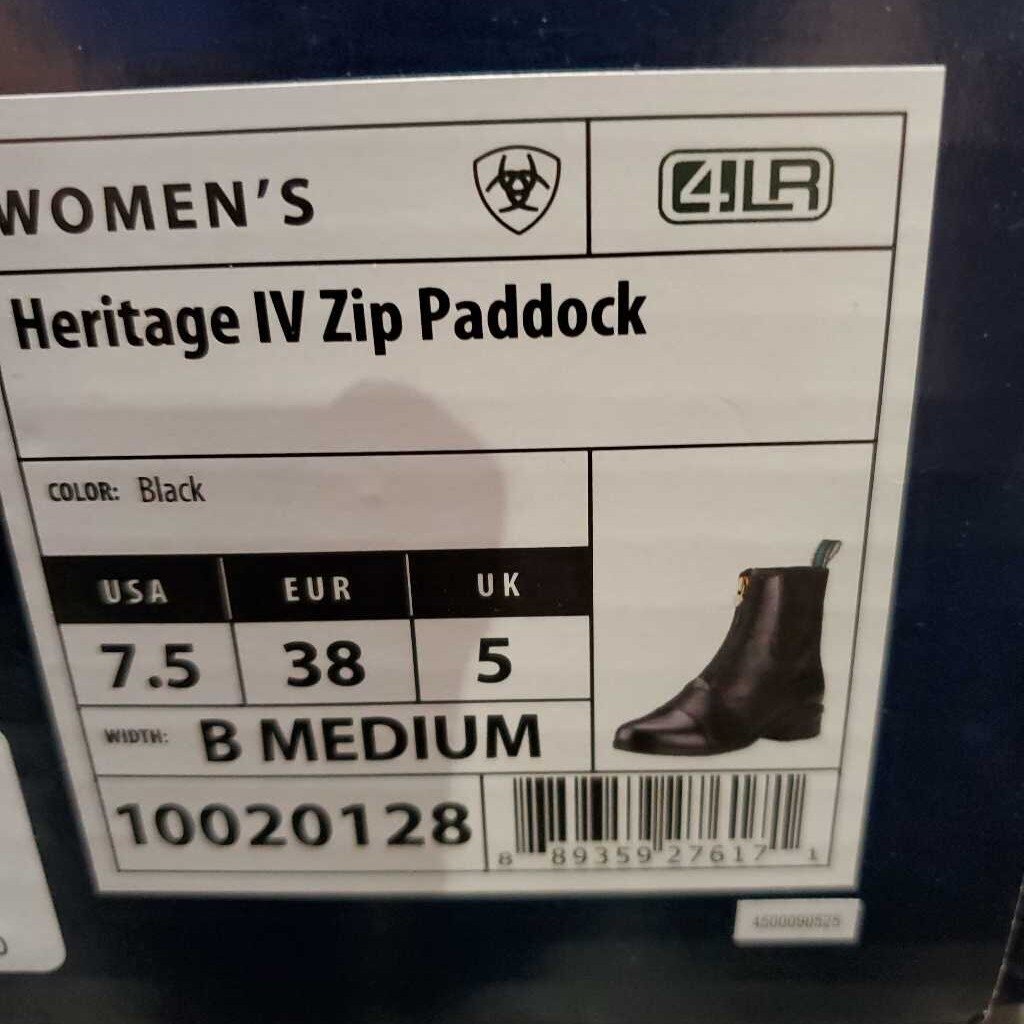 WOMEN'S
4LR
Heritage IV Zip Paddock
COLOR: Black
USA EUR UK
7.5 38 5
WIDTH: B MEDIUM
10020128
8 89359 27617 1
4500090525